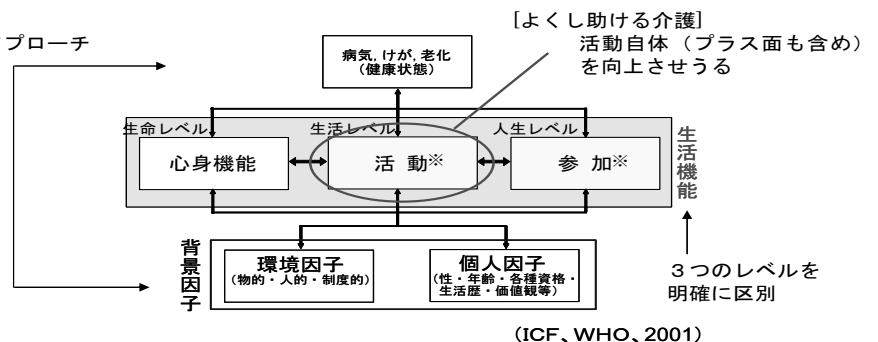 [よくし助ける介護]
活動自体（プラス面も含め）
を向上させうる
プローチ
病気,けが,老化
（健康状態）
生命レベル
生活レベル
人生レベル
心身機能
活 動※
参 加※
生活機能
背景因子
環境因子
（物的・人的・制度的）
個人因子
（性・年齢・各種資格・
生活歴・価値観等）
３つのレベルを
明確に区別
（ICF、WHO、2001）